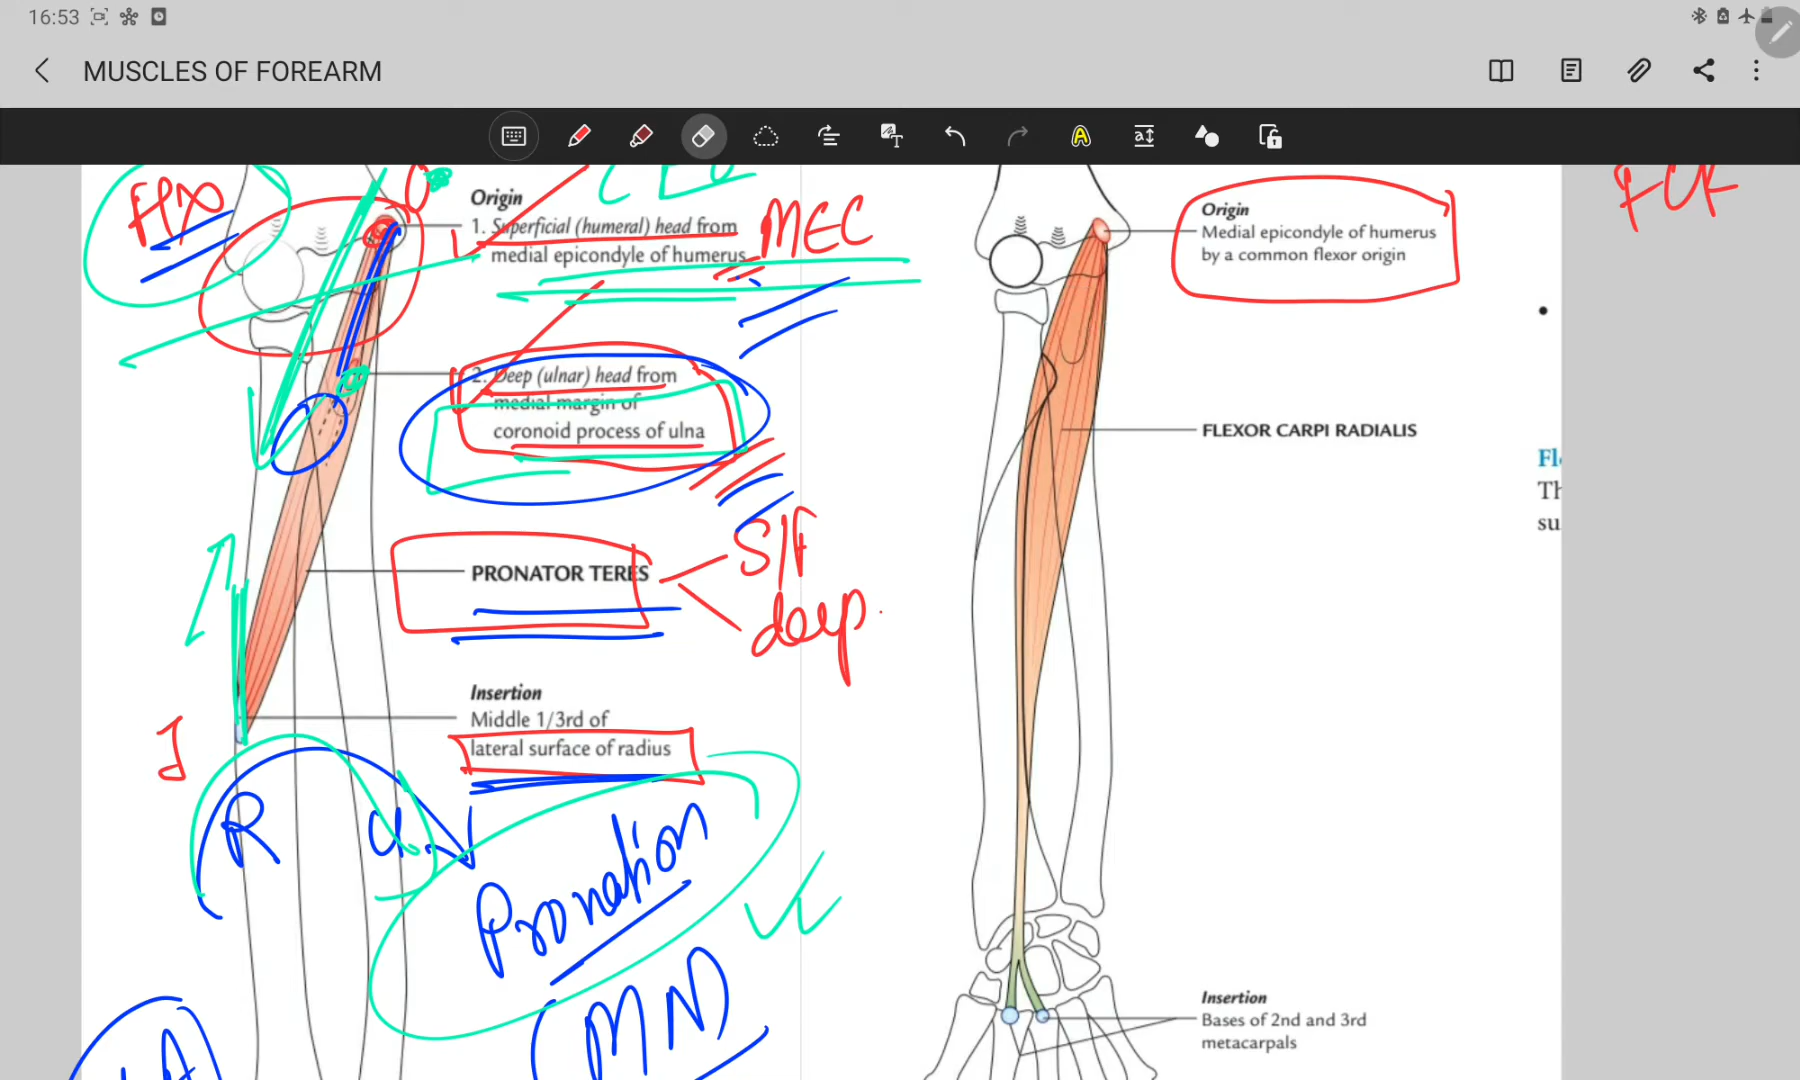 16:53
MUSCLES OF FOREARM
Origin
1. Superficial (humeral) head from
medial epicondyle of humerus
MEC
2. Deep (ulnar) head from
medial margin of
coronoid process of ulna
PRONATOR TERES
S/F
deep
Insertion
Middle 1/3rd of
lateral surface of radius
I
R
U
Pronation
MN
Origin
Medial epicondyle of humerus
by a common flexor origin
FLEXOR CARPI RADIALIS
Insertion
Bases of 2nd and 3rd
metacarpals
Th
su